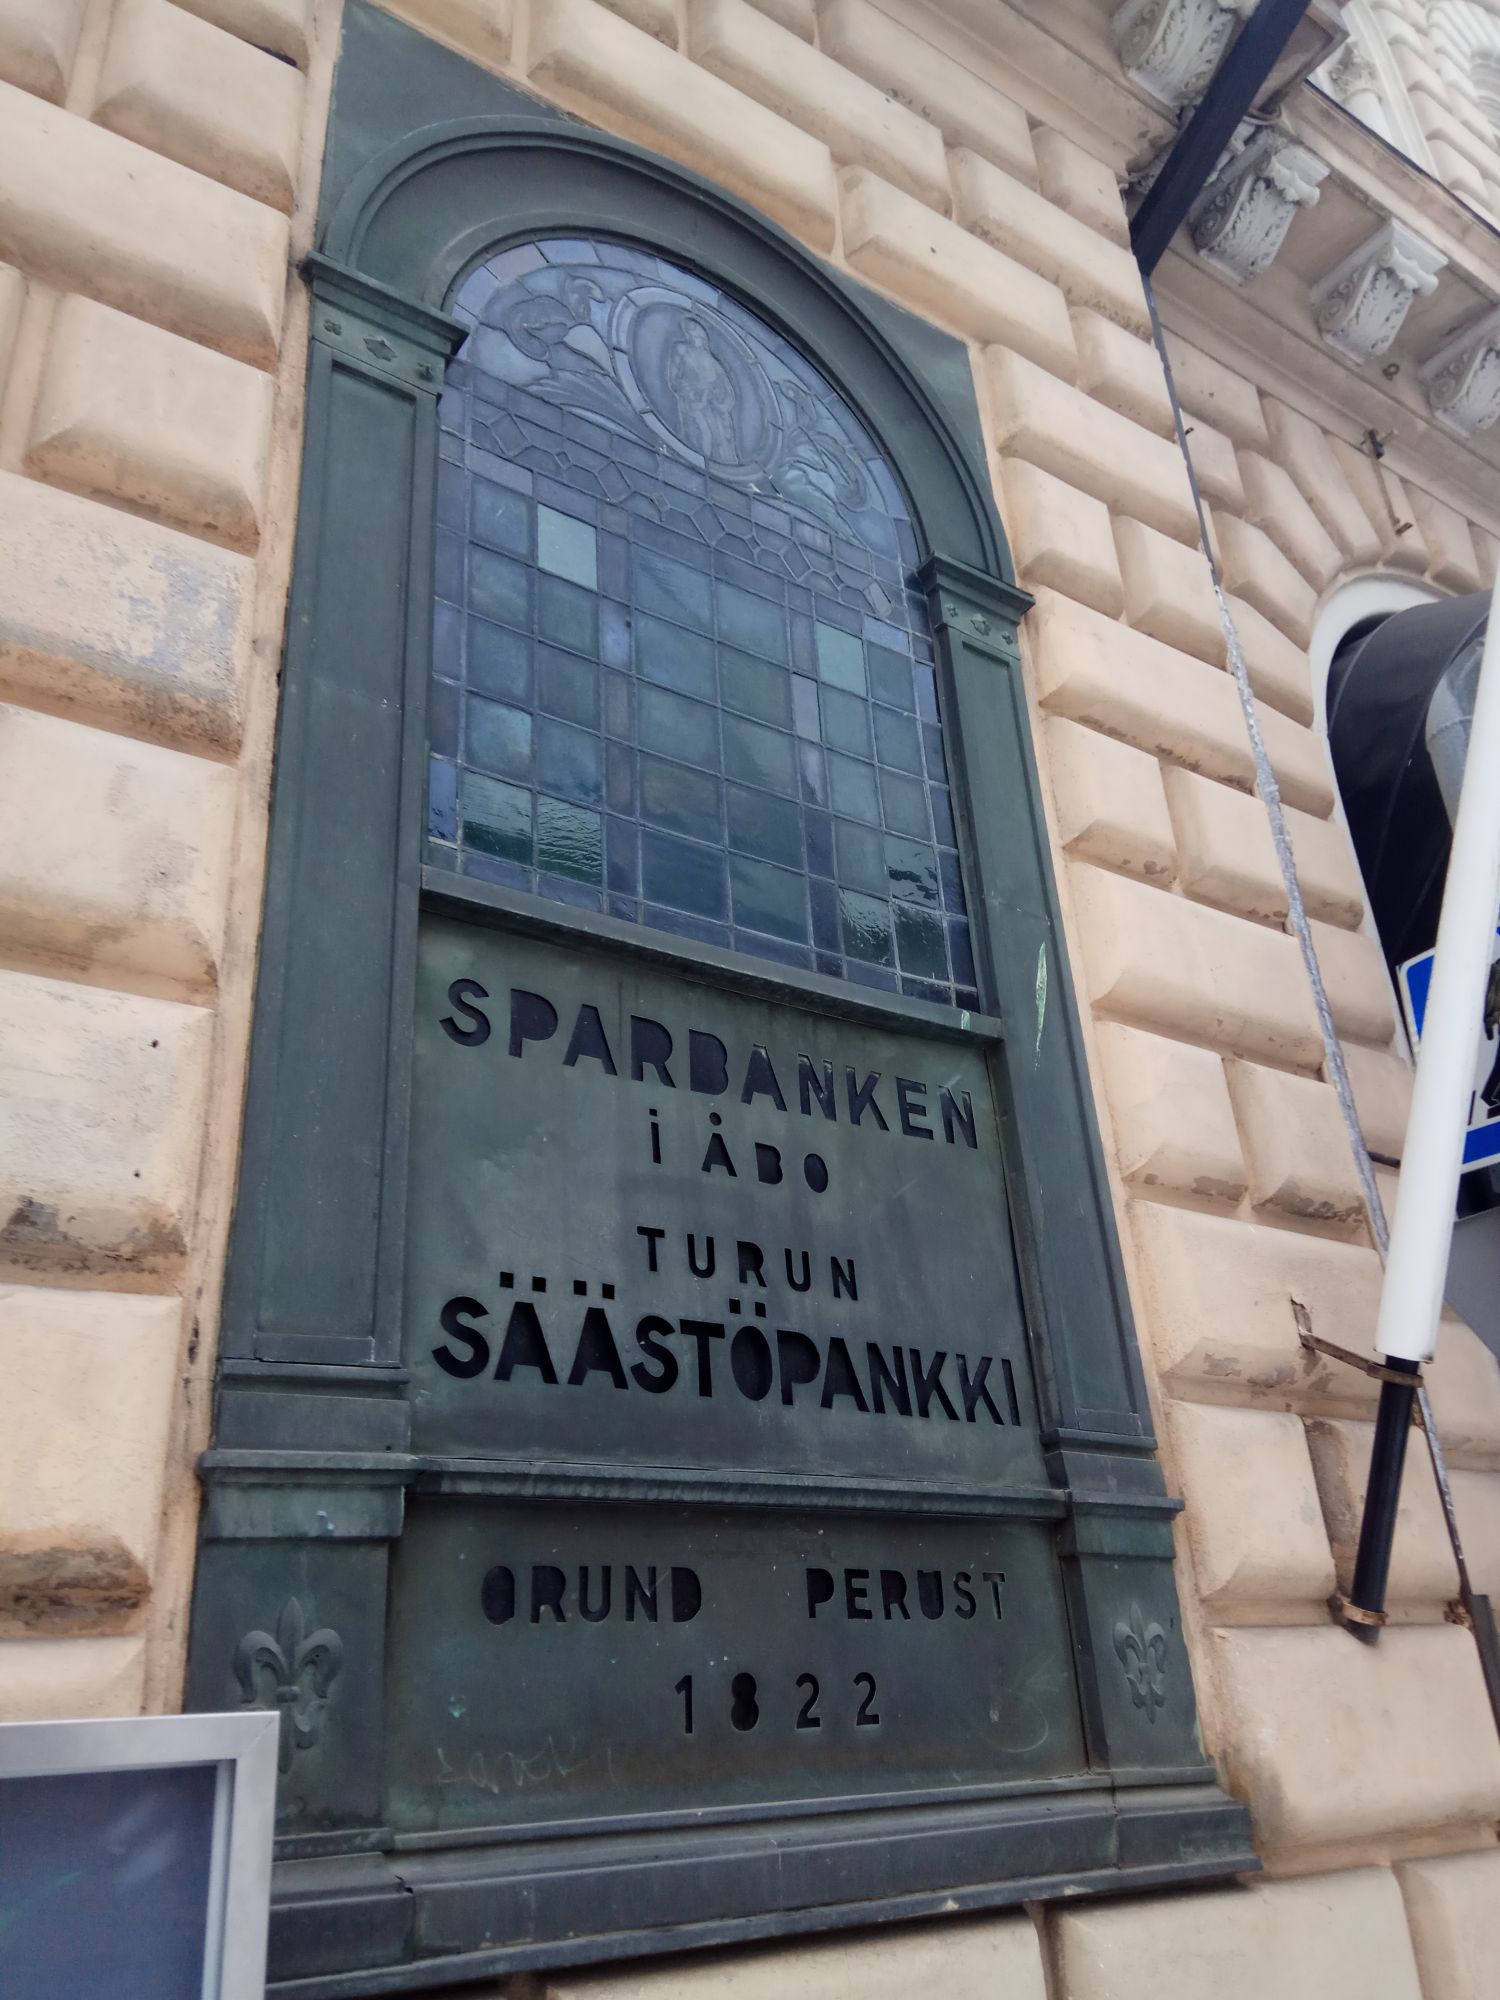 SPARBANKEN
i ÅBO
TURUN
SÄÄSTÖPANKKI
GRUND PERUST
1822